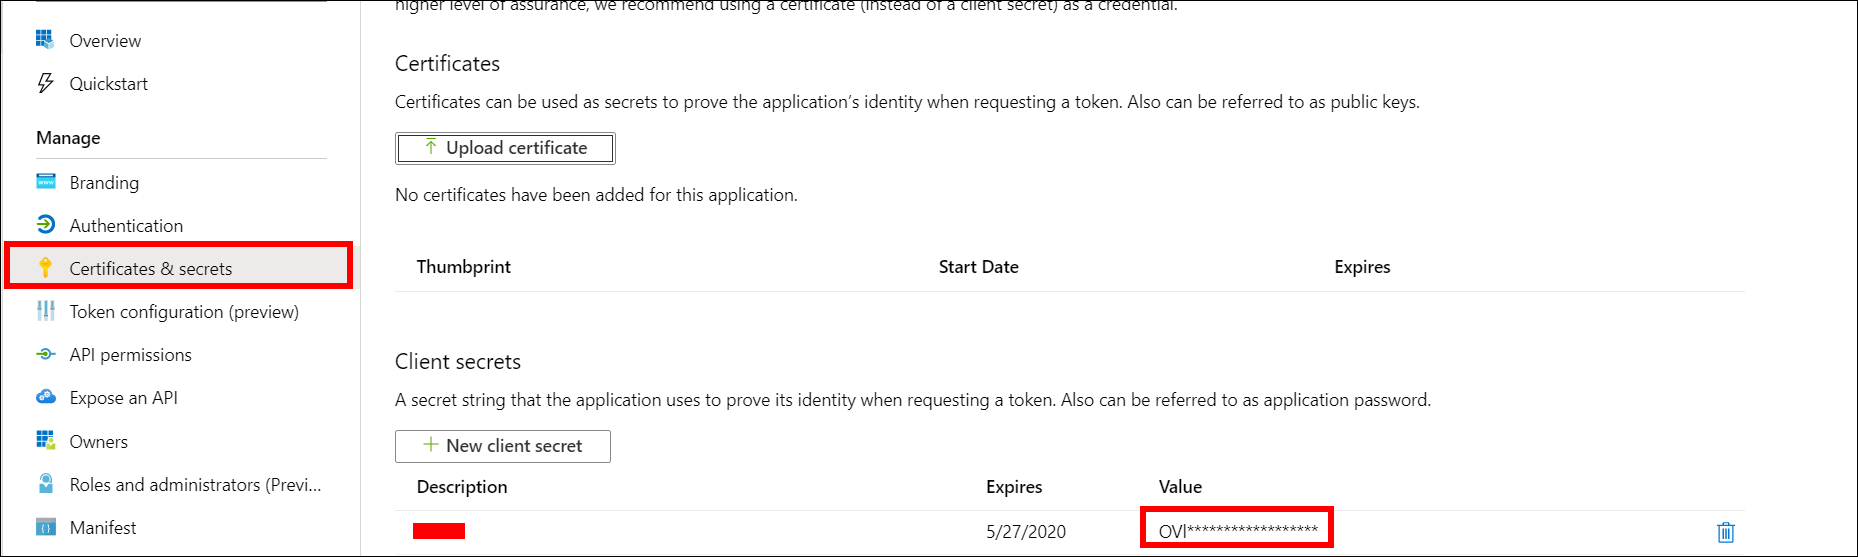 higher level of assurance, we recommend using a certificate (instead of a client secret) as a credential.
Overview
Quickstart
Manage
Branding
Authentication
Certificates & secrets
Token configuration (preview)
API permissions
Expose an API
Owners
Roles and administrators (Previ...
Manifest
Certificates
Certificates can be used as secrets to prove the application's identity when requesting a token. Also can be referred to as public keys.
Upload certificate
No certificates have been added for this application.
Thumbprint Start Date Expires
Client secrets
A secret string that the application uses to prove its identity when requesting a token. Also can be referred to as application password.
New client secret
Description Expires Value
5/27/2020 OVl******************